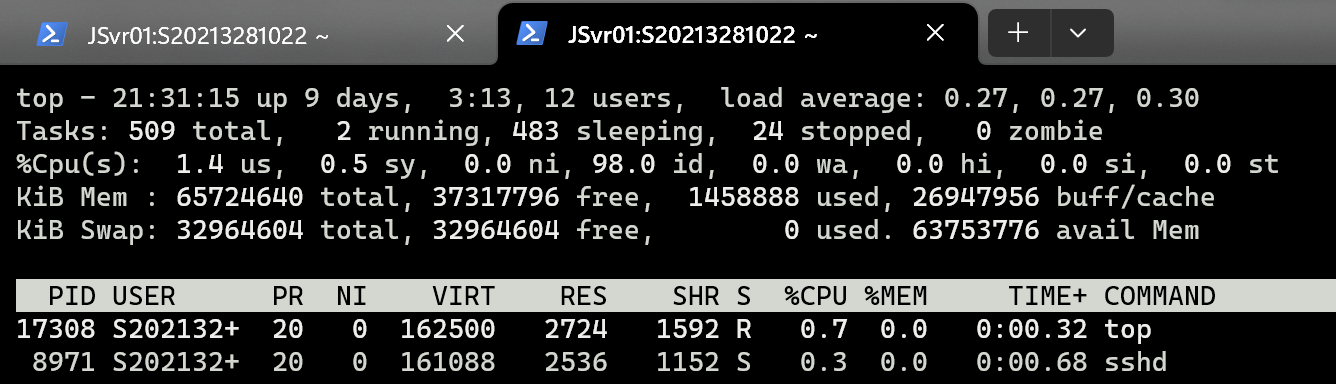 JSvr01:S20213281022 ~
JSvr01:S20213281022 ~
top - 21:31:15 up 9 days,  3:13, 12 users,  load average: 0.27, 0.27, 0.30
Tasks: 509 total,   2 running, 483 sleeping,  24 stopped,   0 zombie
%Cpu(s):  1.4 us,  0.5 sy,  0.0 ni, 98.0 id,  0.0 wa,  0.0 hi,  0.0 si,  0.0 st
KiB Mem : 65724640 total, 37317796 free,  1458888 used, 26947956 buff/cache
KiB Swap: 32964604 total, 32964604 free,        0 used. 63753776 avail Mem
  PID USER      PR  NI    VIRT    RES    SHR S  %CPU %MEM     TIME+ COMMAND
17308 S202132+  20   0  162500   2724   1592 R   0.7  0.0   0:00.32 top
 8971 S202132+  20   0  161088   2536   1152 S   0.3  0.0   0:00.68 sshd